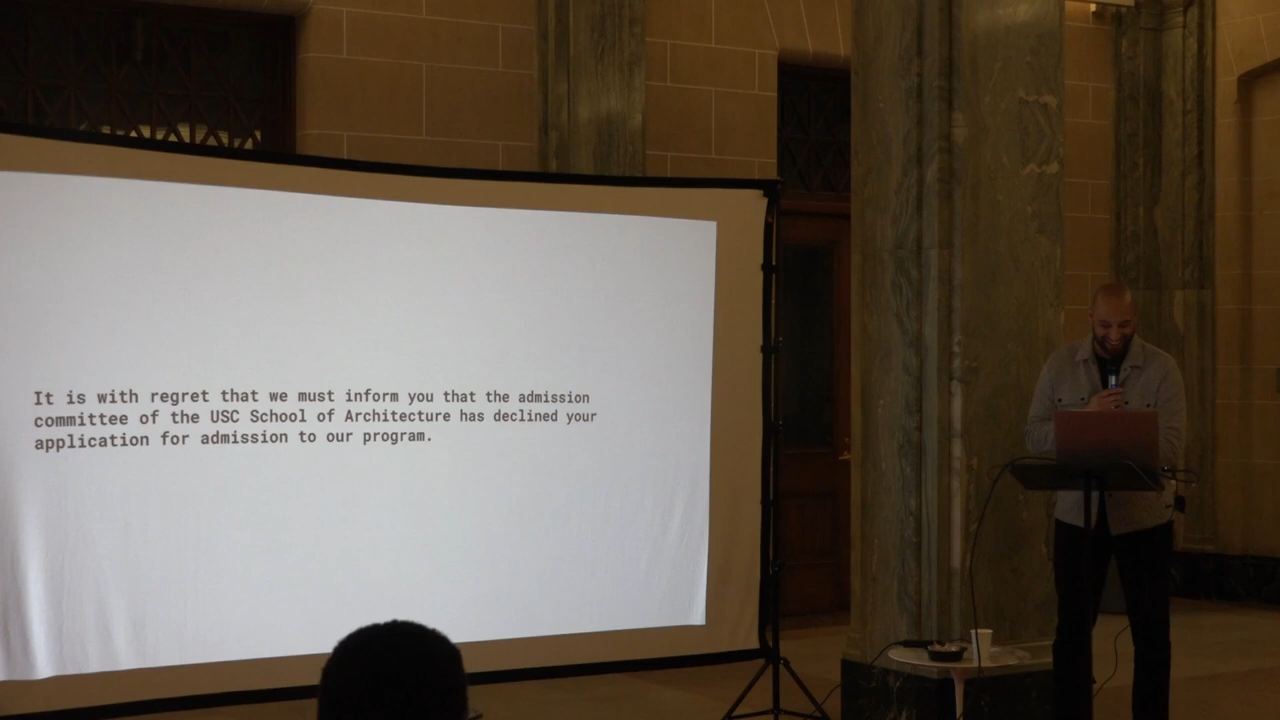 It is with regret that we must inform you that the admission
committee of the USC School of Architecture has declined your
application for admission to our program.